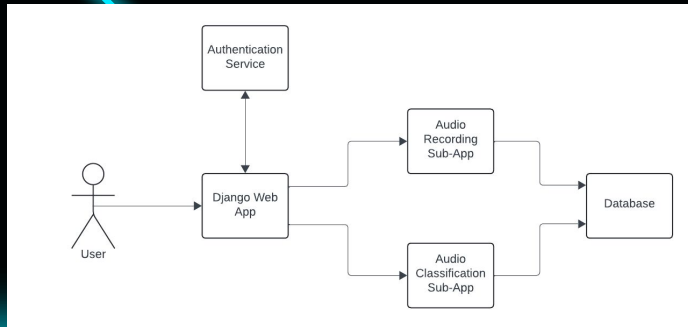 Authentication
Service
Audio
Recording
Sub-App
Django Web
App
Database
User
Audio
Classification
Sub-App